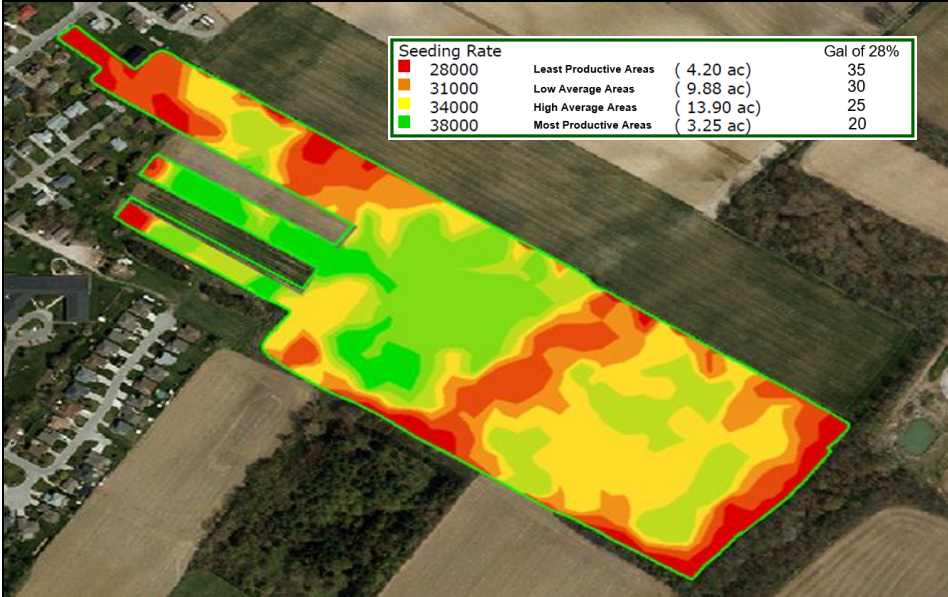 Seeding Rate Gal of 28%
28000 Least Productive Areas ( 4.20 ac) 35
31000 Low Average Areas ( 9.88 ac) 30
34000 High Average Areas ( 13.90 ac) 25
38000 Most Productive Areas ( 3.25 ac) 20